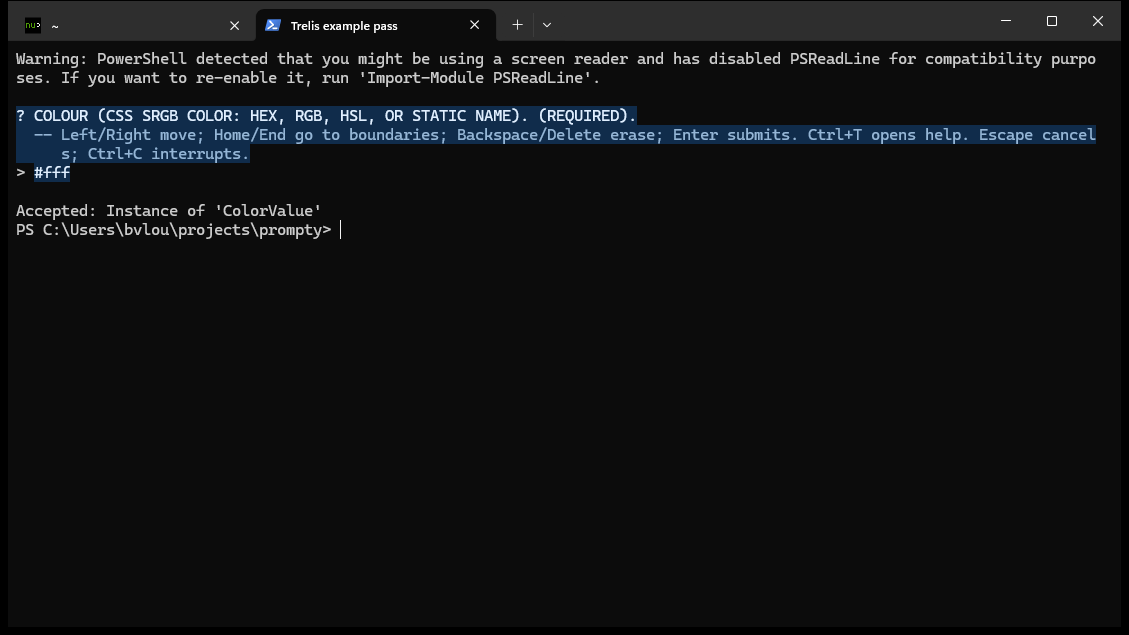 nu> ~
Trelis example pass
Warning: PowerShell detected that you might be using a screen reader and has disabled PSReadLine for compatibility purpo
ses. If you want to re-enable it, run 'Import-Module PSReadLine'.
? COLOUR (CSS SRGB COLOR: HEX, RGB, HSL, OR STATIC NAME). (REQUIRED).
-- Left/Right move; Home/End go to boundaries; Backspace/Delete erase; Enter submits. Ctrl+T opens help. Escape cancel
s; Ctrl+C interrupts.
> #fff
Accepted: Instance of 'ColorValue'
PS C:\Users\bvlou\projects\prompty>